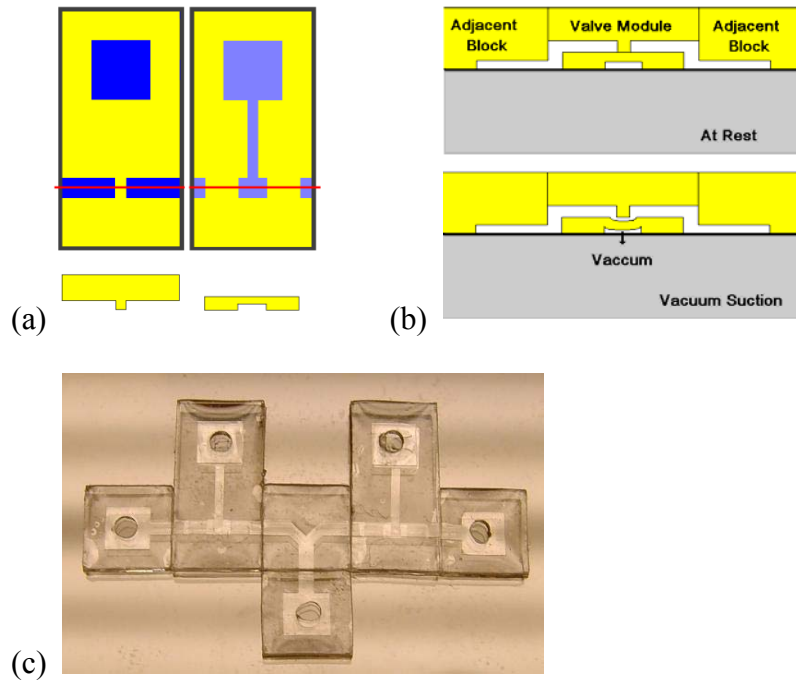 Adjacent
Block
Valve Module
Adjacent
Block
At Rest
Vaccum
Vacuum Suction
(a)
(b)
(c)